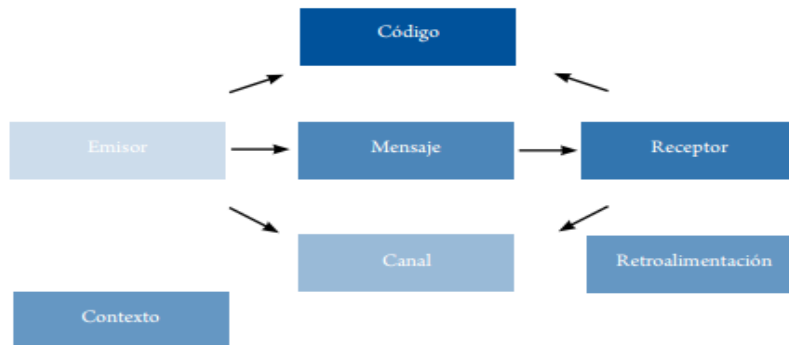 Código
Emisor
Mensaje
Receptor
Canal
Retroalimentación
Contexto